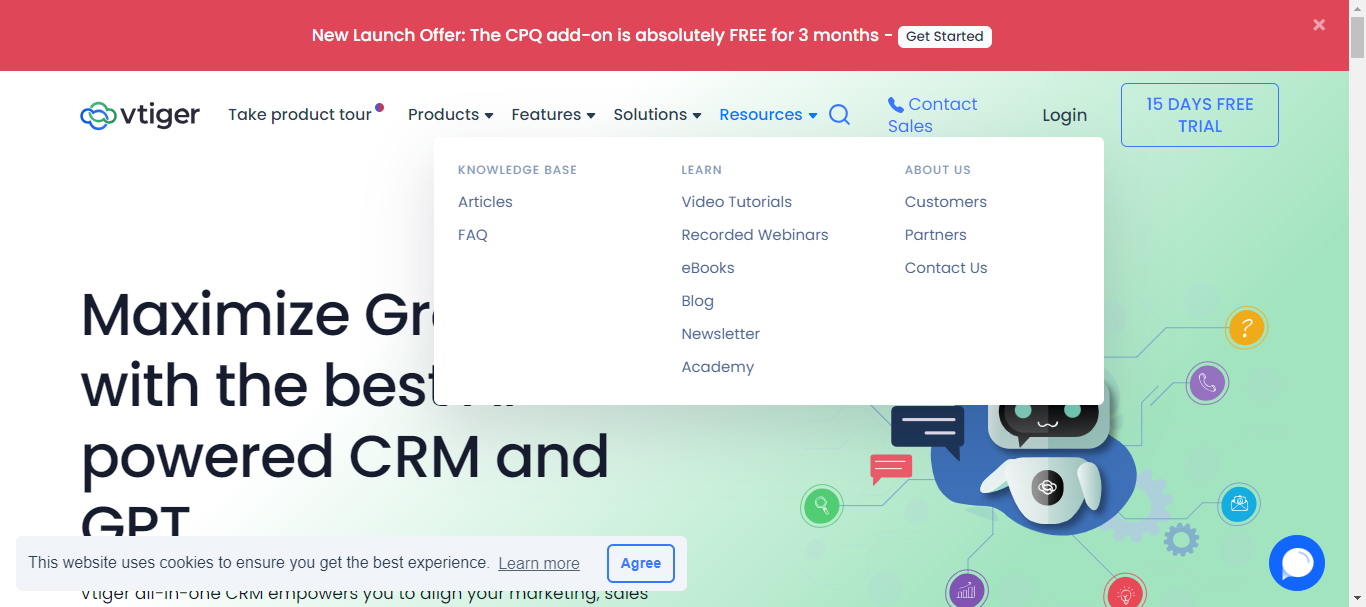 New Launch Offer: The CPQ add-on is absolutely FREE for 3 months - Get Started
×
vtiger Take product tour Products Features Solutions Resources Contact Sales Login 15 DAYS FREE TRIAL
KNOWLEDGE BASE
Articles
FAQ
LEARN
Video Tutorials
Recorded Webinars
eBooks
Blog
Newsletter
Academy
ABOUT US
Customers
Partners
Contact Us
Maximize
with the best
powered CRM and
GPT
?
This website uses cookies to ensure you get the best experience. Learn more Agree
Vtiger all-in-one CRM empowers you to align your marketing, sales